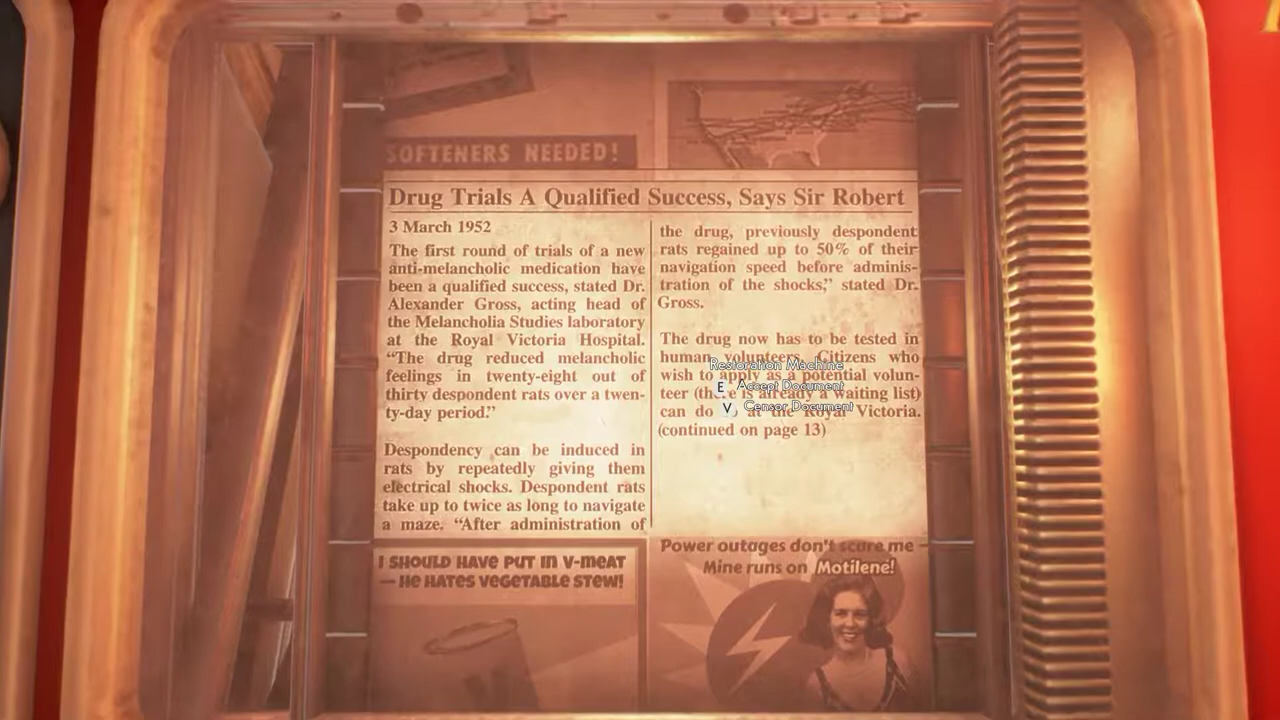 SOFTENERS NEEDED!
Drug Trials A Qualified Success, Says Sir Robert
3 March 1952
The first round of trials of a new
anti-melancholic medication have
been a qualified success, stated Dr.
Alexander Gross, acting head of
the Melancholia Studies laboratory
at the Royal Victoria Hospital.
“The drug reduced melancholic
feelings in twenty-eight out of
thirty despondent rats over a twen-
ty-day period.”
Despondency can be induced in
rats by repeatedly giving them
electrical shocks. Despondent rats
take up to twice as long to navigate
a maze. “After administration of
the drug, previously despondent
rats regained up to 50% of their
navigation speed before adminis-
tration of the shocks,” stated Dr.
Gross.
The drug now has to be tested in
human volunteers. Citizens who
wish to apply as a potential volun-
teer (there is already a waiting list)
can do at the Royal Victoria.
(continued on page 13)
Restoration Machine
E Accept Document
V Censor Document
I SHOULD HAVE PUT IN V-MEAT
— HE HATES VEGETABLE STEW!
Power outages don't scare me –
Mine runs on Motilene!